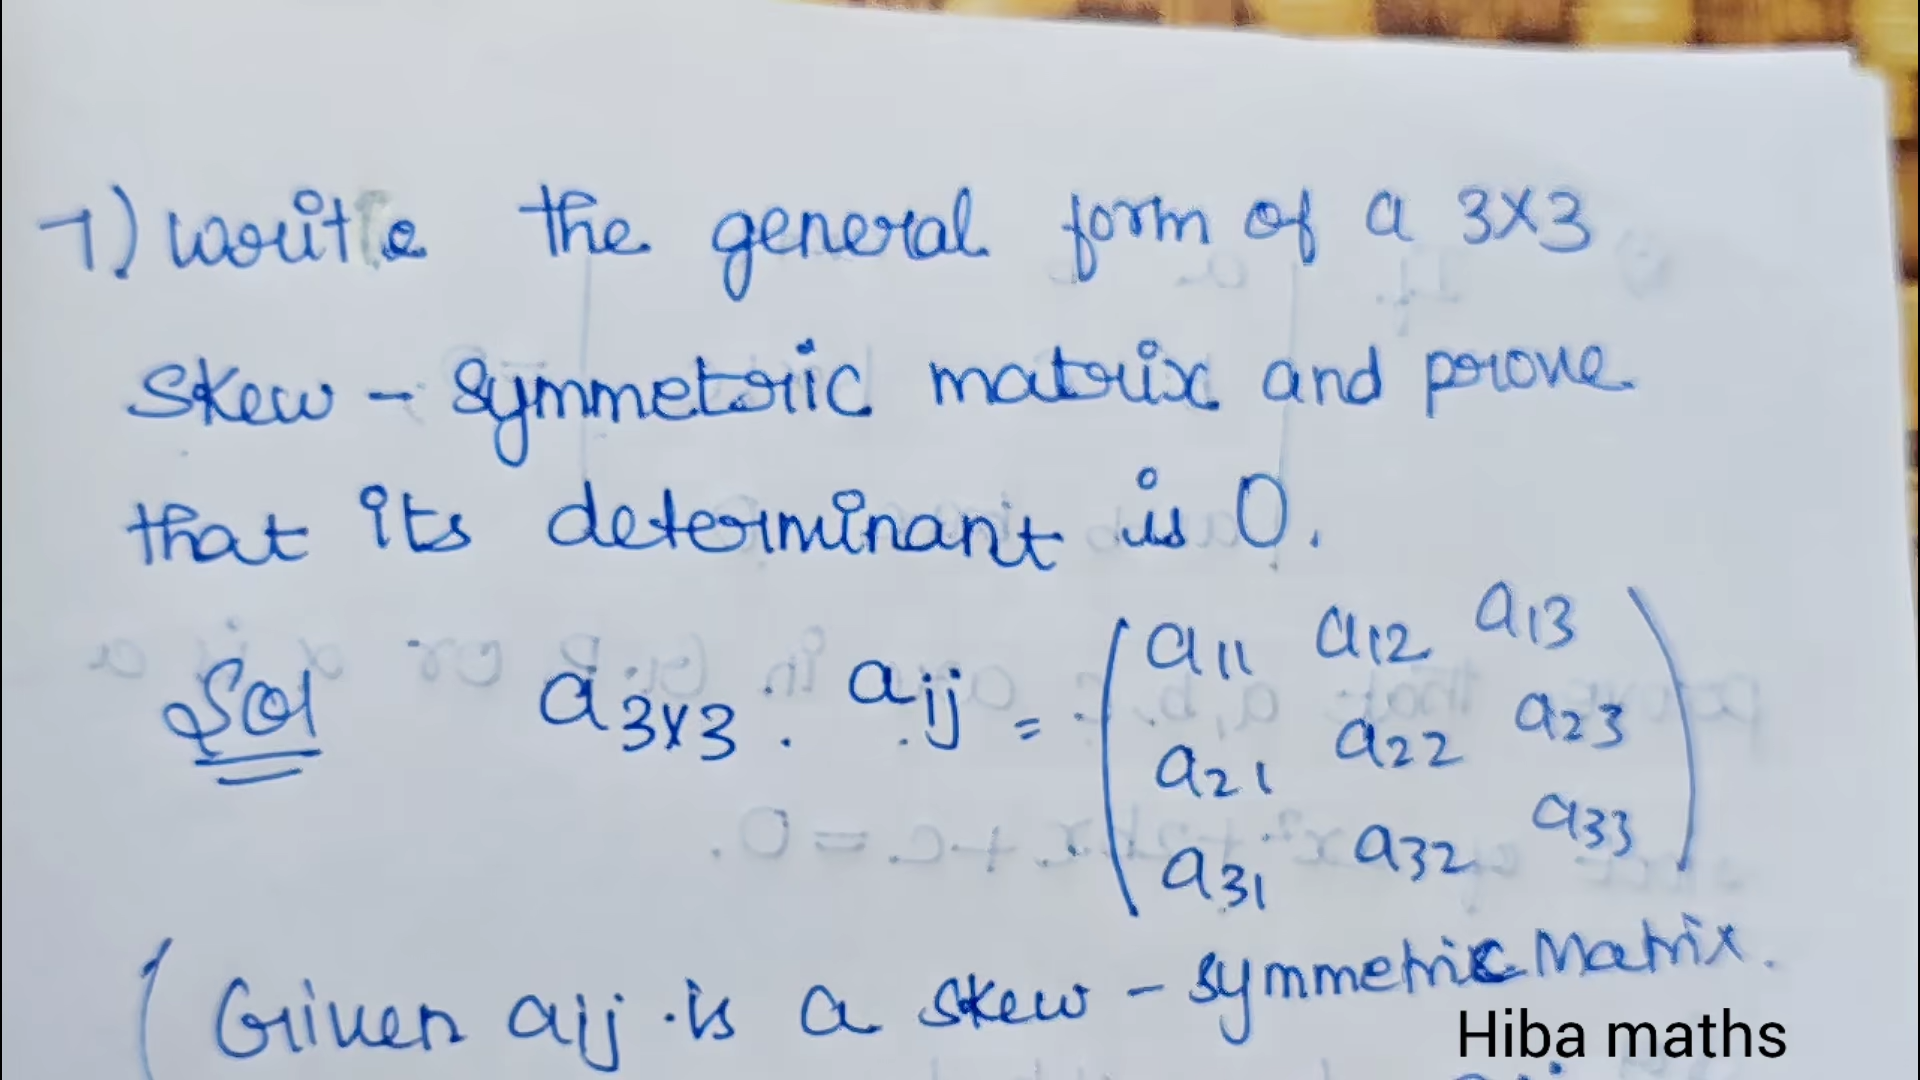 7) Write the general form of a 3x3
skew - symmetric matrix and prove
that its determinant is 0.
Sol a3x3 . aij = ( a11 a12 a13
a21 a22 a23
a31 a32 a33 )
( Given aij is a skew - symmetric Matrix.
Hiba maths